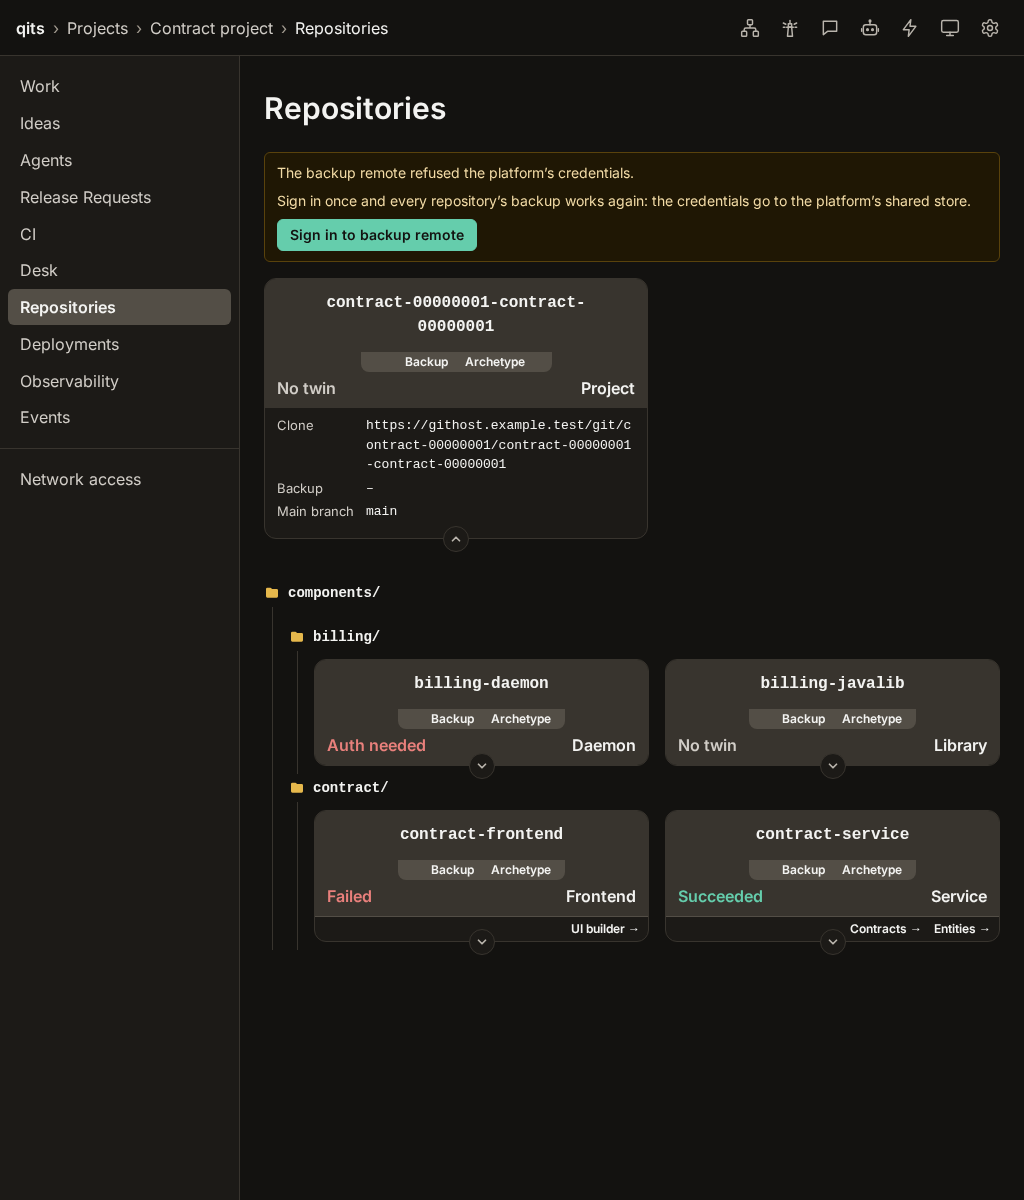 qits › Projects › Contract project › Repositories
Work
Ideas
Agents
Release Requests
CI
Desk
Repositories
Deployments
Observability
Events
Network access
Repositories
The backup remote refused the platform’s credentials.
Sign in once and every repository’s backup works again: the credentials go to the platform’s shared store.
Sign in to backup remote
contract-00000001-contract-
00000001
Backup Archetype
No twin Project
Clone https://githost.example.test/git/c
ontract-00000001/contract-00000001
-contract-00000001
Backup –
Main branch main
components/
billing/
billing-daemon
Backup Archetype
Auth needed Daemon
billing-javalib
Backup Archetype
No twin Library
contract/
contract-frontend
Backup Archetype
Failed Frontend
UI builder →
contract-service
Backup Archetype
Succeeded Service
Contracts → Entities →